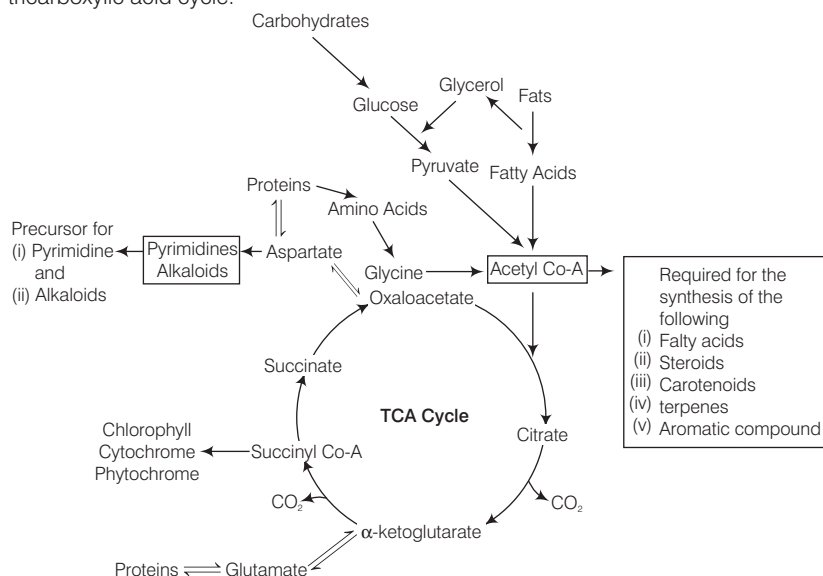 tricarboxylic acid cycle.
Carbohydrates
Glycerol
Fats
Glucose
Pyruvate
Fatty Acids
Proteins
Amino Acids
Precursor for
(i) Pyrimidine
and
(ii) Alkaloids
Pyrimidines
Alkaloids
Aspartate
Glycine
Acetyl Co-A
Oxaloacetate
Required for the
synthesis of the
following
(i) Falty acids
(ii) Steroids
(iii) Carotenoids
(iv) terpenes
(v) Aromatic compound
Succinate
TCA Cycle
Citrate
Chlorophyll
Cytochrome
Phytochrome
Succinyl Co-A
CO₂
CO₂
α-ketoglutarate
Proteins
Glutamate